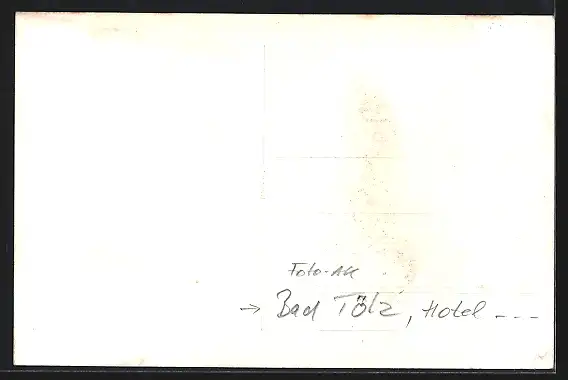 Foto-AK
→ Bad Tölz, Hotel ---